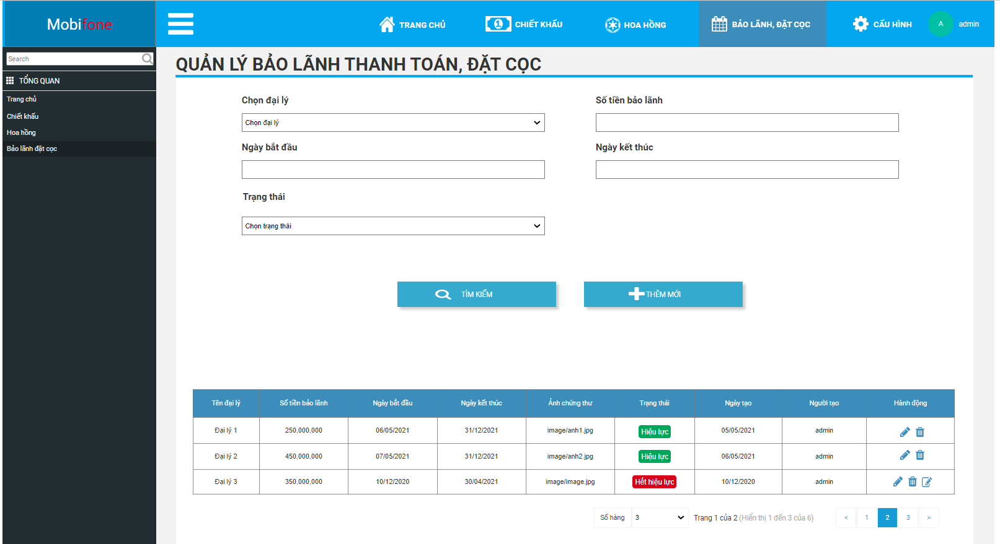 Mobifone
TRANG CHỦ
CHIẾT KHẤU
HOA HỒNG
BẢO LÃNH, ĐẶT CỌC
CẤU HÌNH
A
admin
Search
TỔNG QUAN
Trang chủ
Chiết khấu
Hoa hồng
Bảo lãnh đặt cọc
QUẢN LÝ BẢO LÃNH THANH TOÁN, ĐẶT CỌC
Chọn đại lý
Số tiền bảo lãnh
Chọn đại lý
Ngày bắt đầu
Ngày kết thúc
Trạng thái
Chọn trạng thái
TÌM KIẾM
THÊM MỚI
Tên đại lý Số tiền bảo lãnh Ngày bắt đầu Ngày kết thúc Ảnh chứng thư Trạng thái Ngày tạo Người tạo Hành động
Đại lý 1 250,000,000 06/05/2021 31/12/2021 image/anh1.jpg Hiệu lực 05/05/2021 admin
Đại lý 2 450,000,000 07/05/2021 31/12/2021 image/anh2.jpg Hiệu lực 06/05/2021 admin
Đại lý 3 350,000,000 10/12/2020 30/04/2021 image/image.jpg Hết hiệu lực 10/12/2020 admin
Số hàng 3 Trang 1 của 2 (Hiển thị 1 đến 3 của 6) < 1 2 3 >